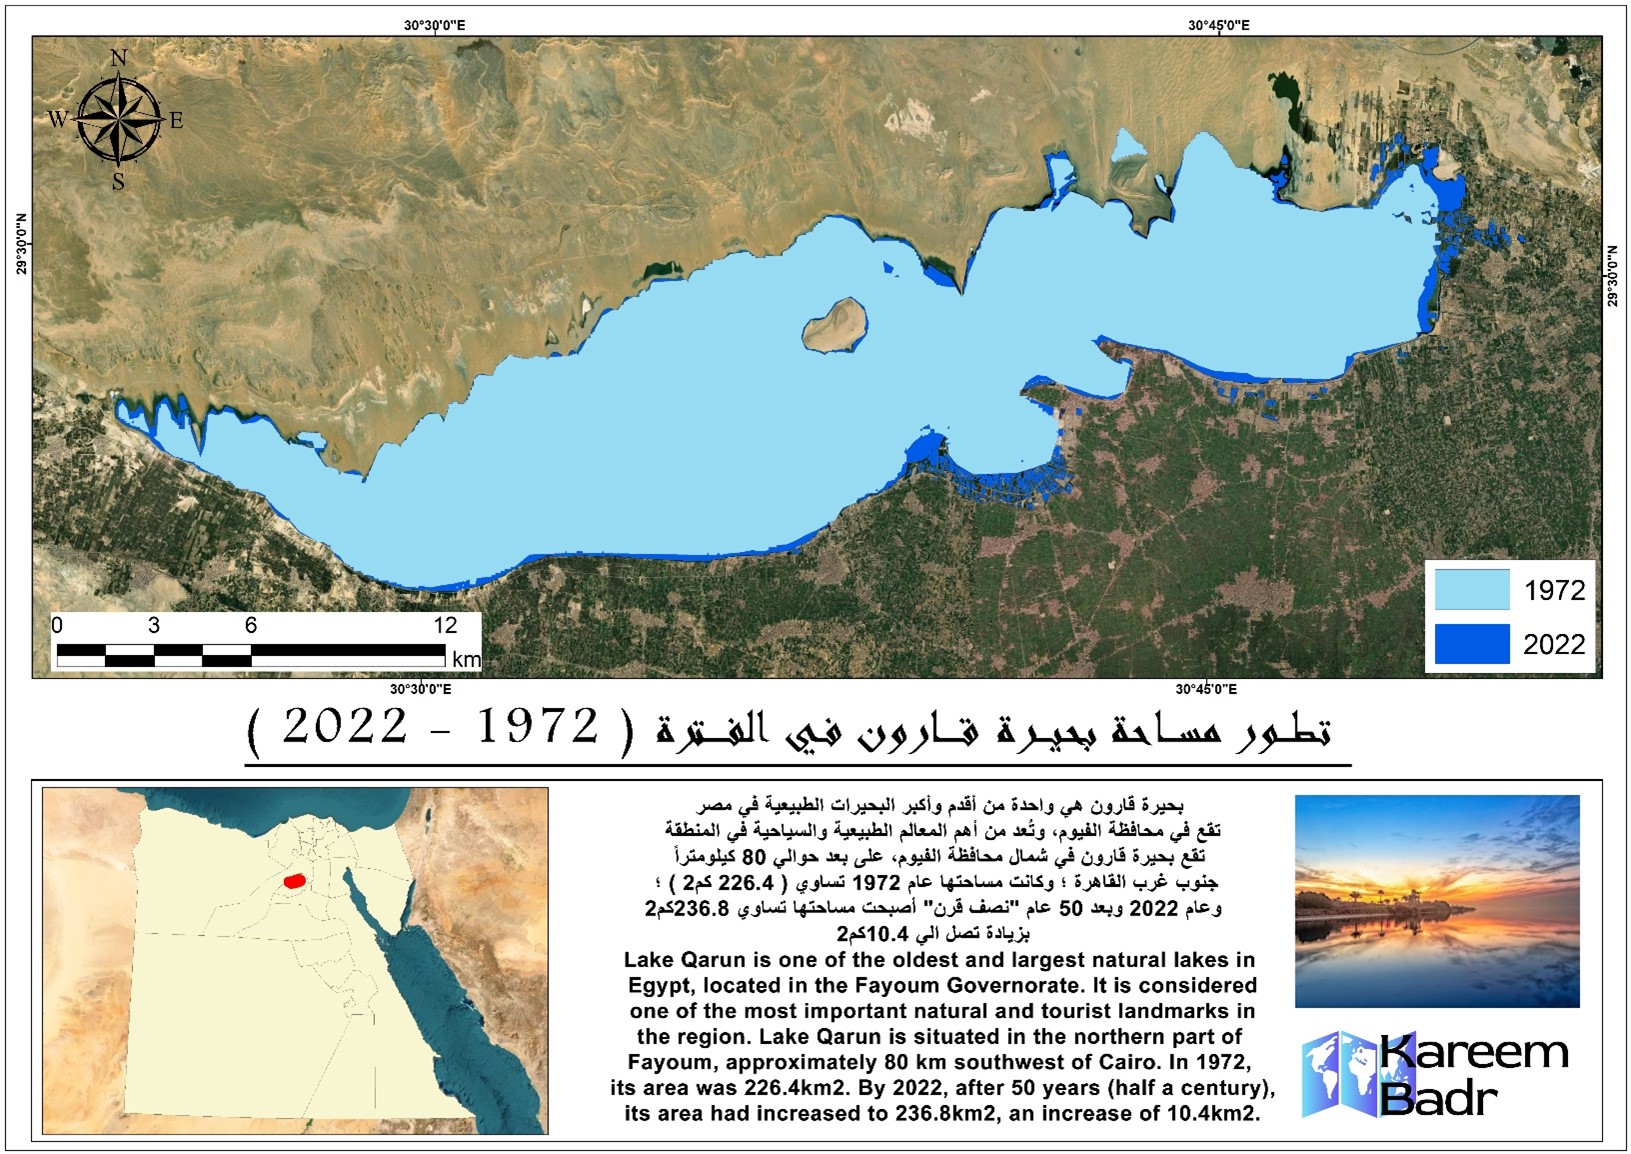 30°30'0"E
30°45'0"E
N
W
E
S
29°30'0"N
29°30'0"N
1972
2022
0 3 6 12
km
30°30'0"E
30°45'0"E
تطور مساحة بحيرة قارون في الفترة ( 1972 - 2022 )
بحيرة قارون هي واحدة من أقدم وأكبر البحيرات الطبيعية في مصر
تقع في محافظة الفيوم، وتُعد من أهم المعالم الطبيعية والسياحية في المنطقة
تقع بحيرة قارون في شمال محافظة الفيوم، على بعد حوالي 80 كيلومتراً
جنوب غرب القاهرة ؛ وكانت مساحتها عام 1972 تساوي ( 226.4 كم2 ) ؛
وعام 2022 وبعد 50 عام "نصف قرن" أصبحت مساحتها تساوي 236.8كم2
بزيادة تصل الي 10.4كم2
Lake Qarun is one of the oldest and largest natural lakes in
Egypt, located in the Fayoum Governorate. It is considered
one of the most important natural and tourist landmarks in
the region. Lake Qarun is situated in the northern part of
Fayoum, approximately 80 km southwest of Cairo. In 1972,
its area was 226.4km2. By 2022, after 50 years (half a century),
its area had increased to 236.8km2, an increase of 10.4km2.
Kareem
Badr